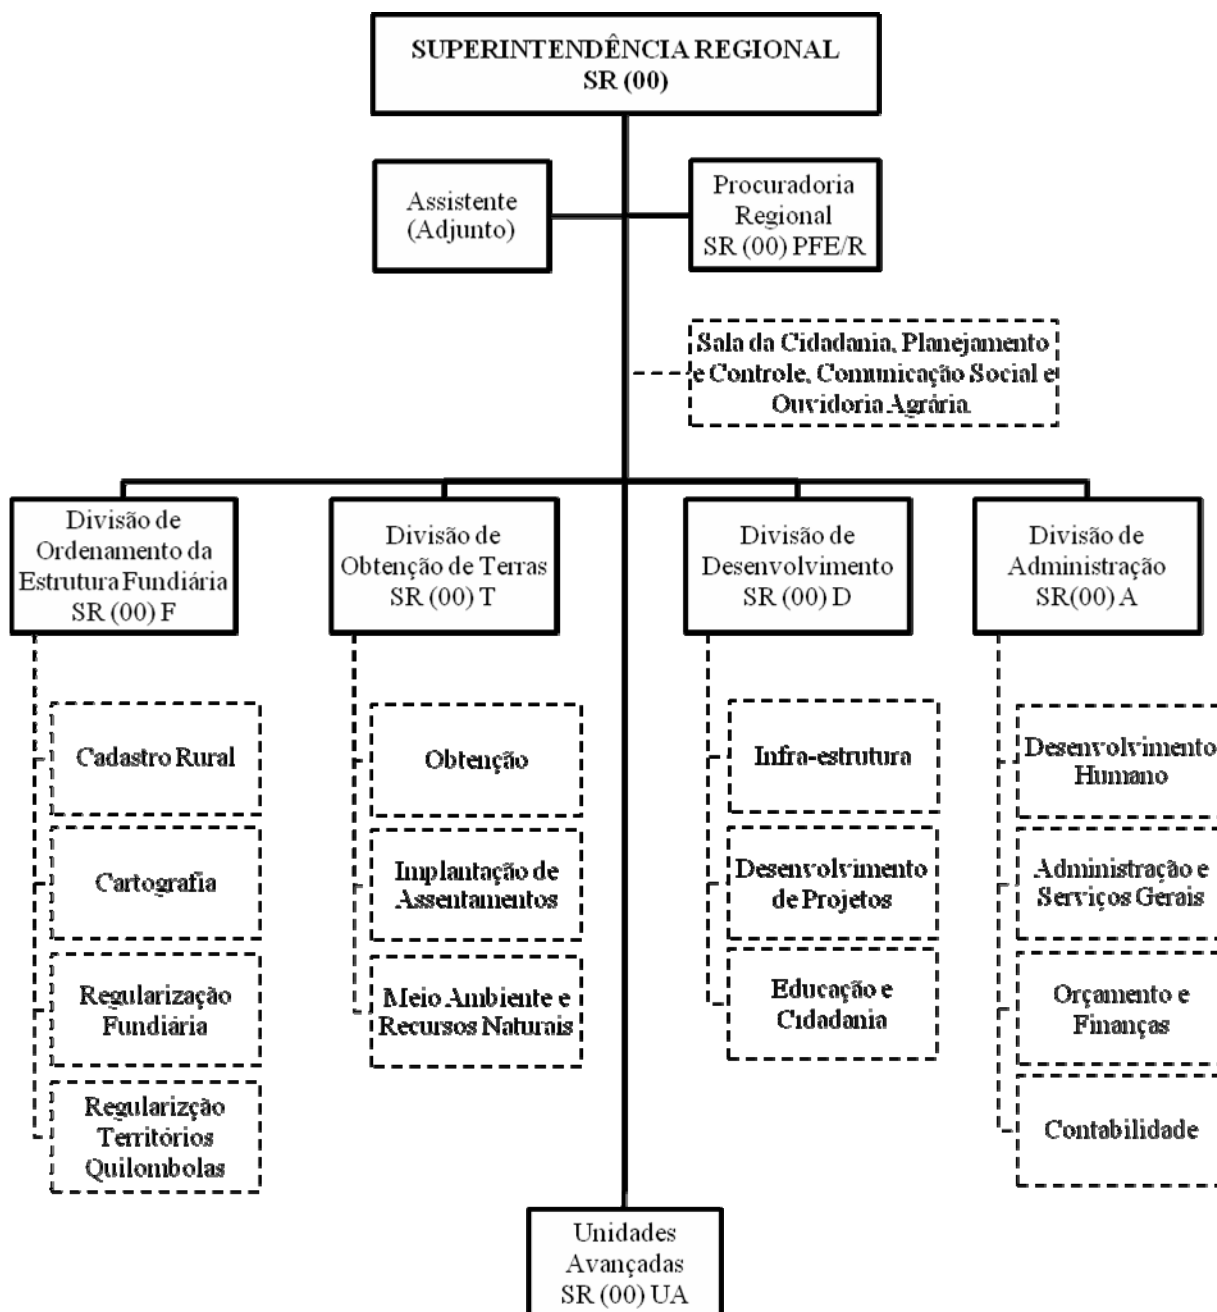 SUPERINTENDÊNCIA REGIONAL
SR (00)
Assistente
(Adjunto)
Procuradoria
Regional
SR (00) PFE/R
Sala da Cidadania, Planejamento
e Controle, Comunicação Social e
Ouvidoria Agrária.
Divisão de
Ordenamento da
Estrutura Fundiária
SR (00) F
Divisão de
Obtenção de Terras
SR (00) T
Divisão de
Desenvolvimento
SR (00) D
Divisão de
Administração
SR(00) A
Cadastro Rural
Cartografia
Regularização
Fundiária
Regularizção
Territórios
Quilombolas
Obtenção
Implantação de
Assentamentos
Meio Ambiente e
Recursos Naturais
Infra-estrutura
Desenvolvimento
de Projetos
Educação e
Cidadania
Desenvolvimento
Humano
Administração e
Serviços Gerais
Orçamento e
Finanças
Contabilidade
Unidades
Avançadas
SR (00) UA